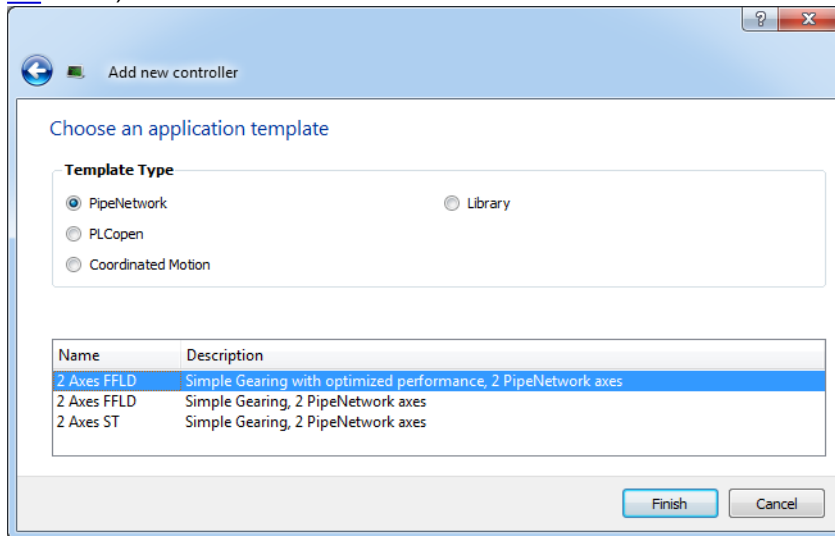 ?
X
Add new controller
Choose an application template
Template Type
PipeNetwork
Library
PLCopen
Coordinated Motion
Name Description
2 Axes FFLD Simple Gearing with optimized performance, 2 PipeNetwork axes
2 Axes FFLD Simple Gearing, 2 PipeNetwork axes
2 Axes ST Simple Gearing, 2 PipeNetwork axes
Finish Cancel